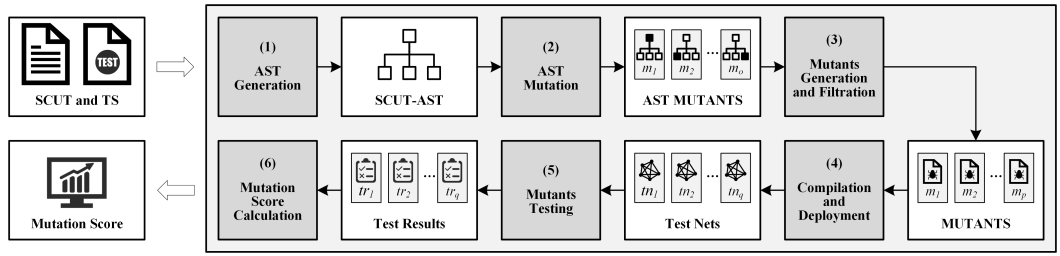 TEST
SCUT and TS
(1)
AST
Generation
SCUT-AST
(2)
AST
Mutation
m1 m2 ... mo
AST MUTANTS
(3)
Mutants
Generation
and Filtration
m1 m2 ... mp
MUTANTS
(4)
Compilation
and
Deployment
tn1 tn2 ... tnq
Test Nets
(5)
Mutants
Testing
tr1 tr2 ... trq
Test Results
(6)
Mutation
Score
Calculation
Mutation Score